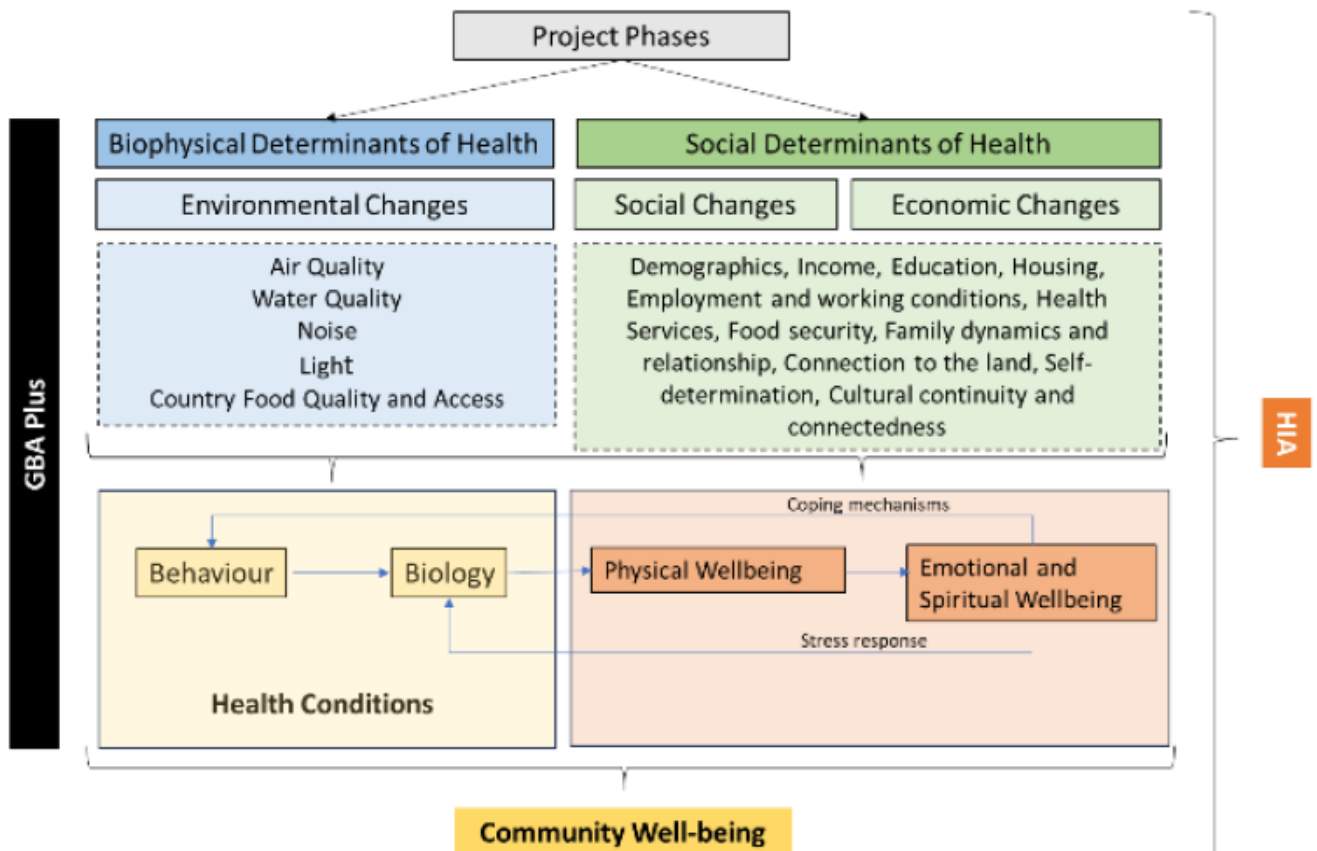 Project Phases
Biophysical Determinants of Health
Social Determinants of Health
Environmental Changes
Social Changes
Economic Changes
Air Quality
Water Quality
Noise
Light
Country Food Quality and Access
Demographics, Income, Education, Housing,
Employment and working conditions, Health
Services, Food security, Family dynamics and
relationship, Connection to the land, Self-
determination, Cultural continuity and
connectedness
GBA Plus
HIA
Coping mechanisms
Behaviour
Biology
Physical Wellbeing
Emotional and
Spiritual Wellbeing
Stress response
Health Conditions
Community Well-being